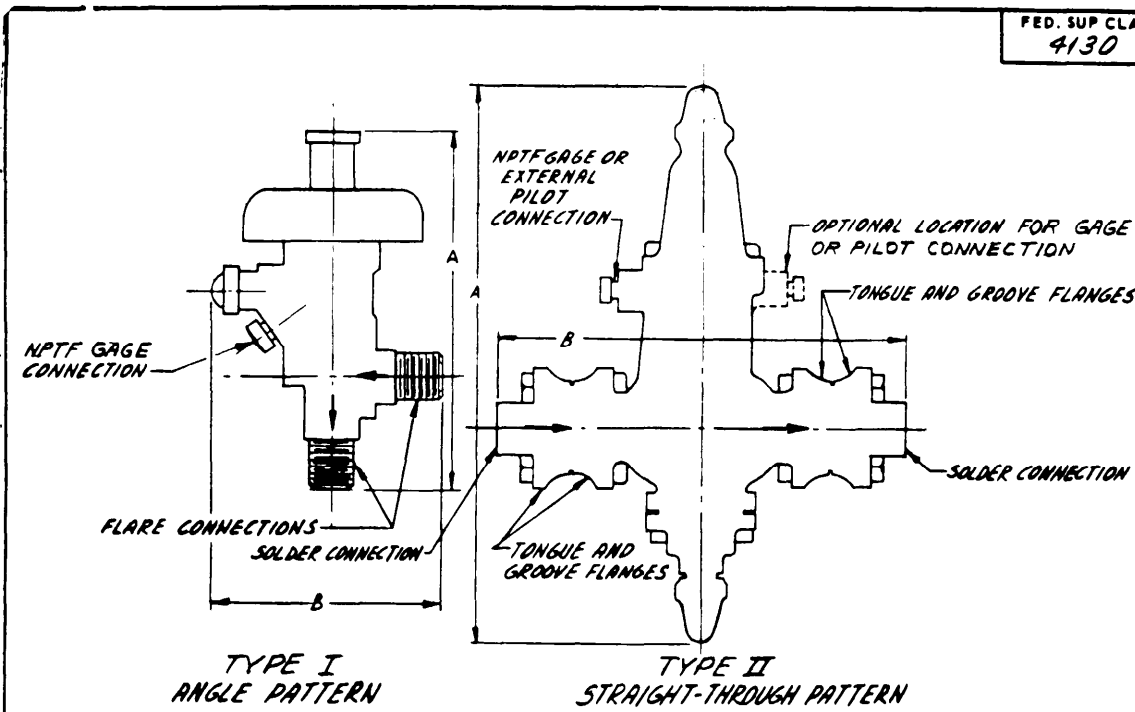 FED. SUP CLA
4130
NPTF GAGE OR
EXTERNAL
PILOT
CONNECTION
OPTIONAL LOCATION FOR GAGE
OR PILOT CONNECTION
TONGUE AND GROOVE FLANGES
A
A
B
NPTF GAGE
CONNECTION
SOLDER CONNECTION
FLARE CONNECTIONS
SOLDER CONNECTION
TONGUE AND
GROOVE FLANGES
B
TYPE I
ANGLE PATTERN
TYPE II
STRAIGHT-THROUGH PATTERN